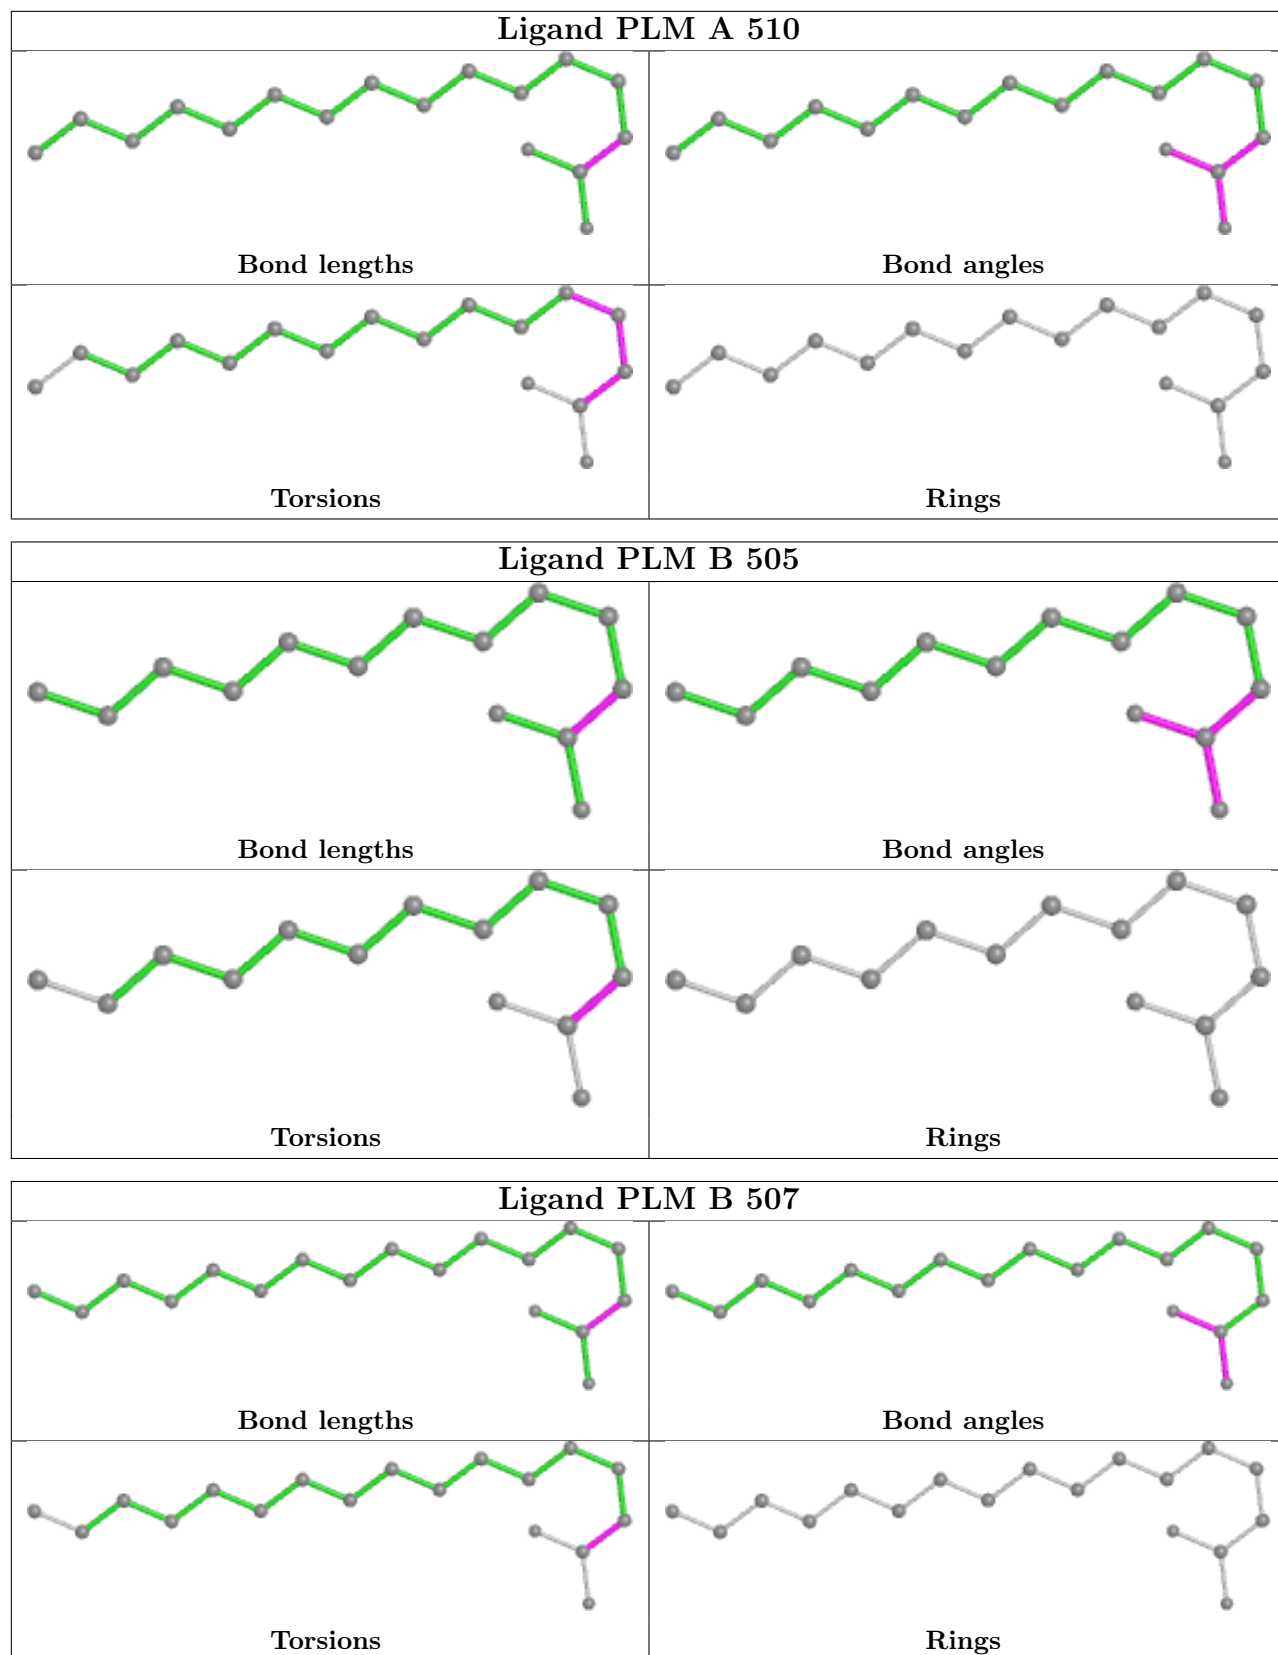 Ligand PLM A 510
Bond lengths
Bond angles
Torsions
Rings
Ligand PLM B 505
Bond lengths
Bond angles
Torsions
Rings
Ligand PLM B 507
Bond lengths
Bond angles
Torsions
Rings